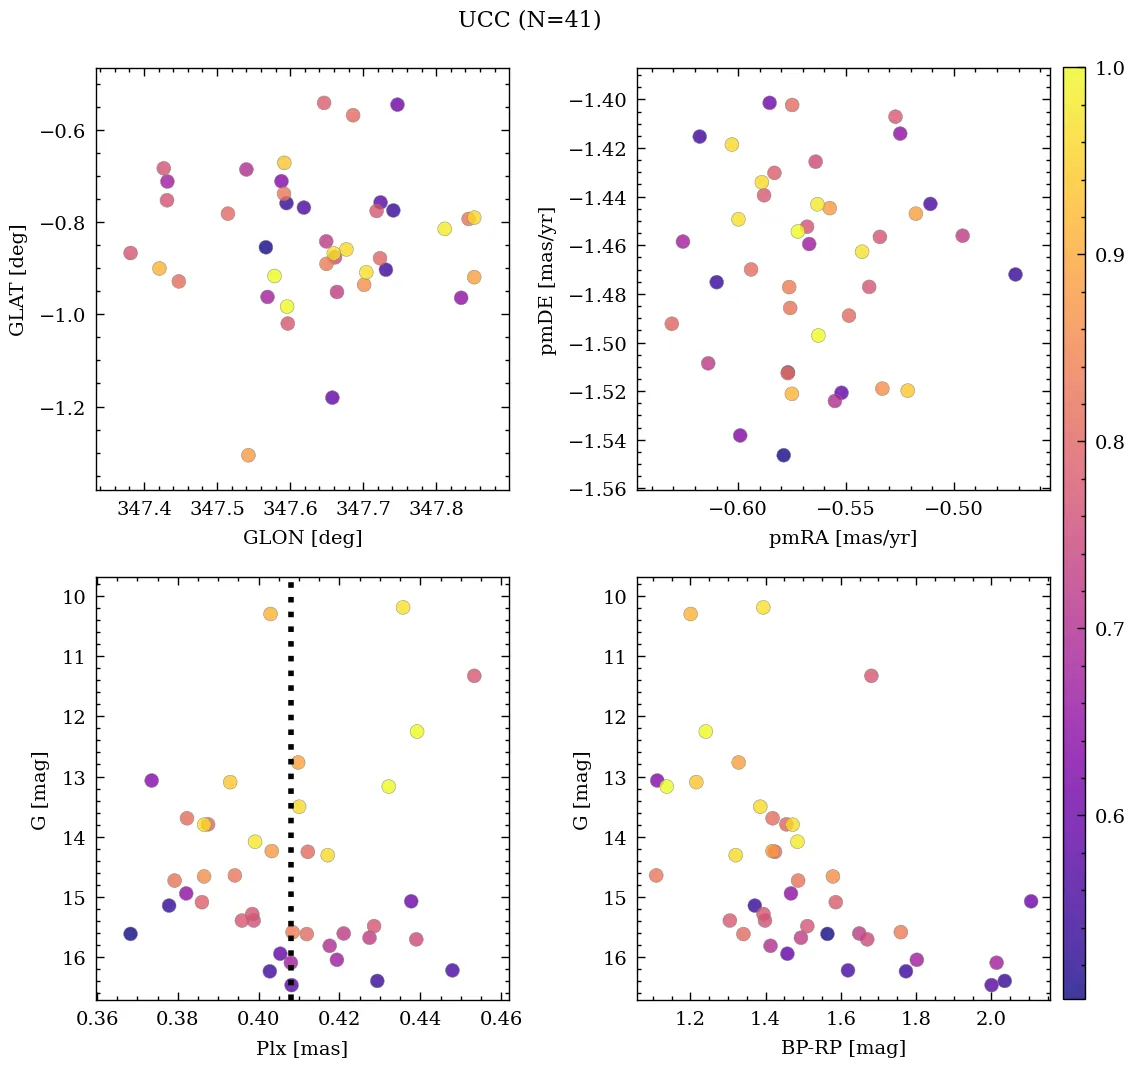 UCC (N=41)
−0.6
−0.8
−1.0
−1.2
GLAT [deg]
347.4 347.5 347.6 347.7 347.8
GLON [deg]
−1.40
−1.42
−1.44
−1.46
−1.48
−1.50
−1.52
−1.54
−1.56
pmDE [mas/yr]
−0.60 −0.55 −0.50
pmRA [mas/yr]
1.0
0.9
0.8
0.7
0.6
10
11
12
13
14
15
16
G [mag]
0.36 0.38 0.40 0.42 0.44 0.46
Plx [mas]
10
11
12
13
14
15
16
G [mag]
1.2 1.4 1.6 1.8 2.0
BP-RP [mag]